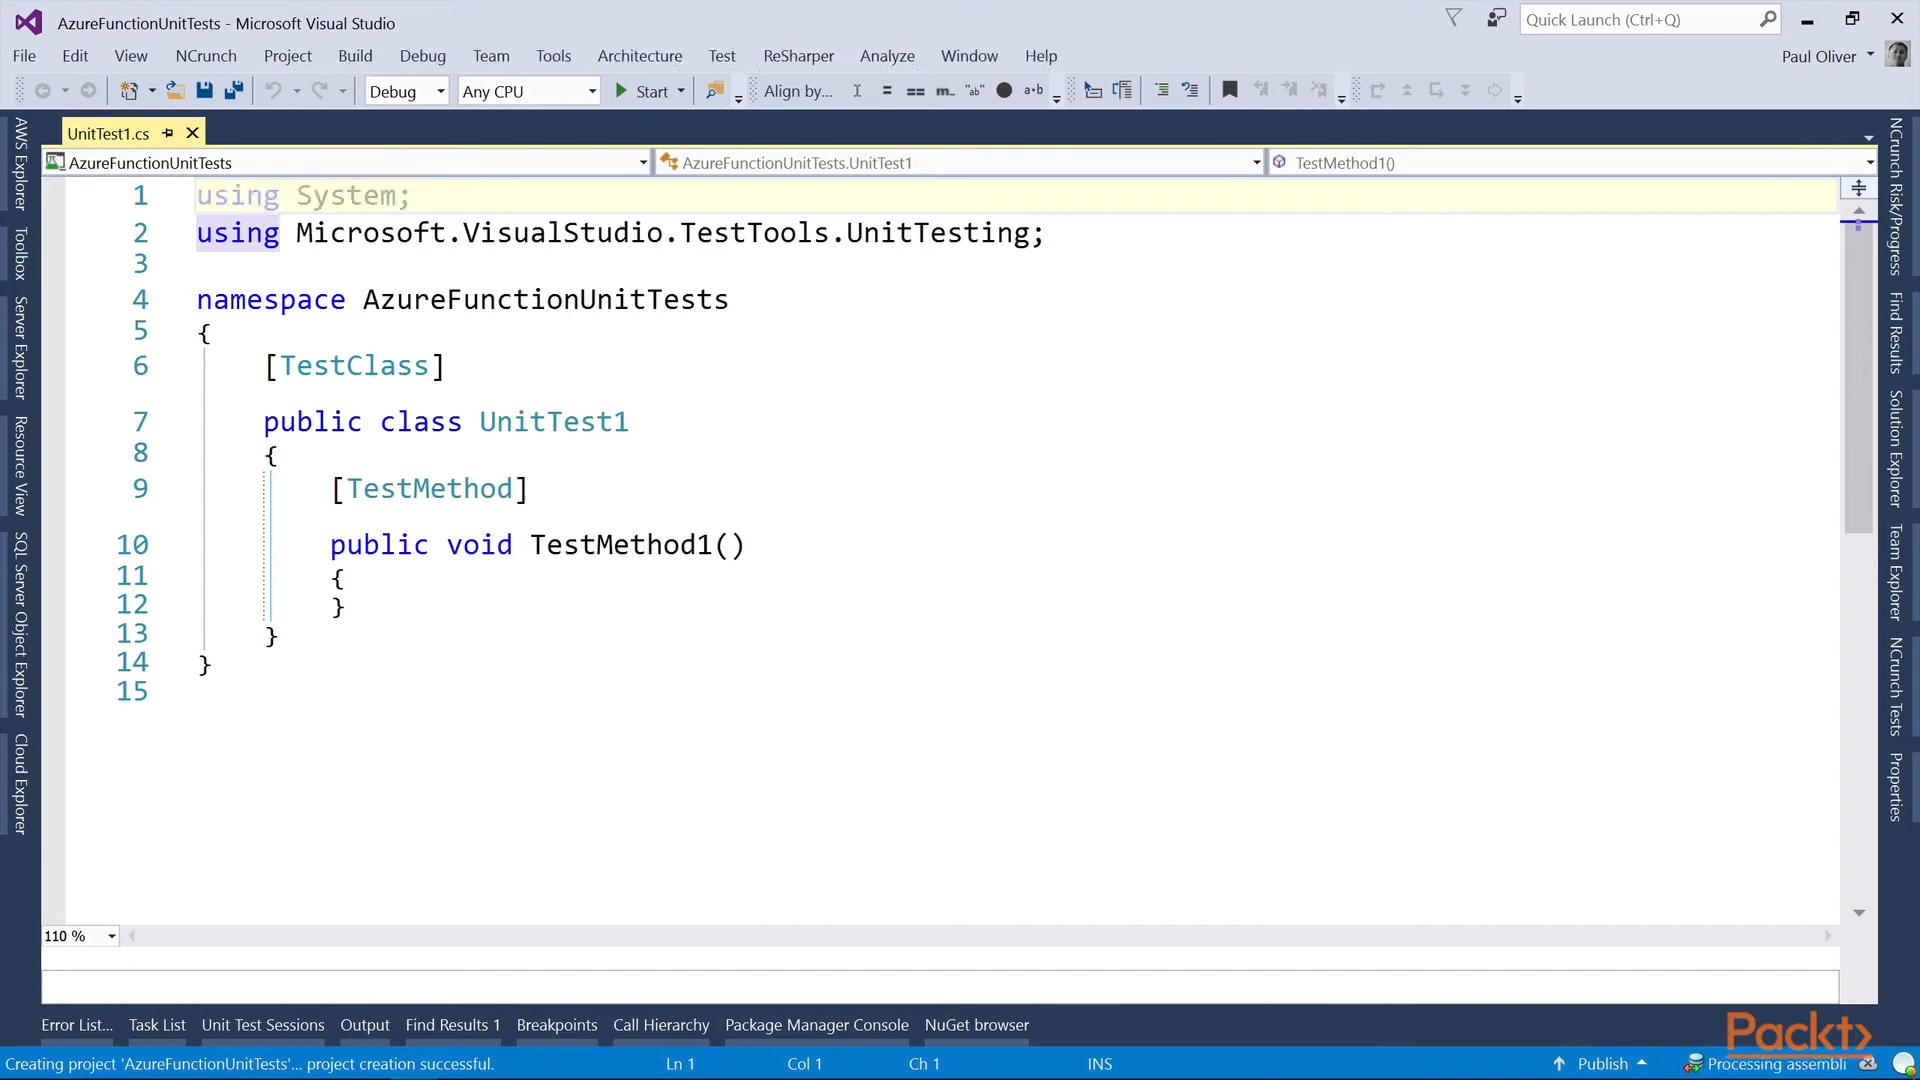 AzureFunctionUnitTests - Microsoft Visual Studio
Quick Launch (Ctrl+Q)
File Edit View NCrunch Project Build Debug Team Tools Architecture Test ReSharper Analyze Window Help
Paul Oliver
Debug Any CPU Start Align by... = == m_ "ab" a•b
UnitTest1.cs
AzureFunctionUnitTests
AzureFunctionUnitTests.UnitTest1
TestMethod1()
1 using System;
2 using Microsoft.VisualStudio.TestTools.UnitTesting;
3
4 namespace AzureFunctionUnitTests
5 {
6 [TestClass]
7 public class UnitTest1
8 {
9 [TestMethod]
10 public void TestMethod1()
11 {
12 }
13 }
14 }
15
AWS Explorer
Toolbox
Server Explorer
Resource View
SQL Server Object Explorer
Cloud Explorer
NCrunch Risk/Progress
Find Results
Solution Explorer
Team Explorer
NCrunch Tests
Properties
110 %
Error List... Task List Unit Test Sessions Output Find Results 1 Breakpoints Call Hierarchy Package Manager Console NuGet browser
Packt>
Creating project 'AzureFunctionUnitTests'... project creation successful. Ln 1 Col 1 Ch 1 INS Publish Processing assembli